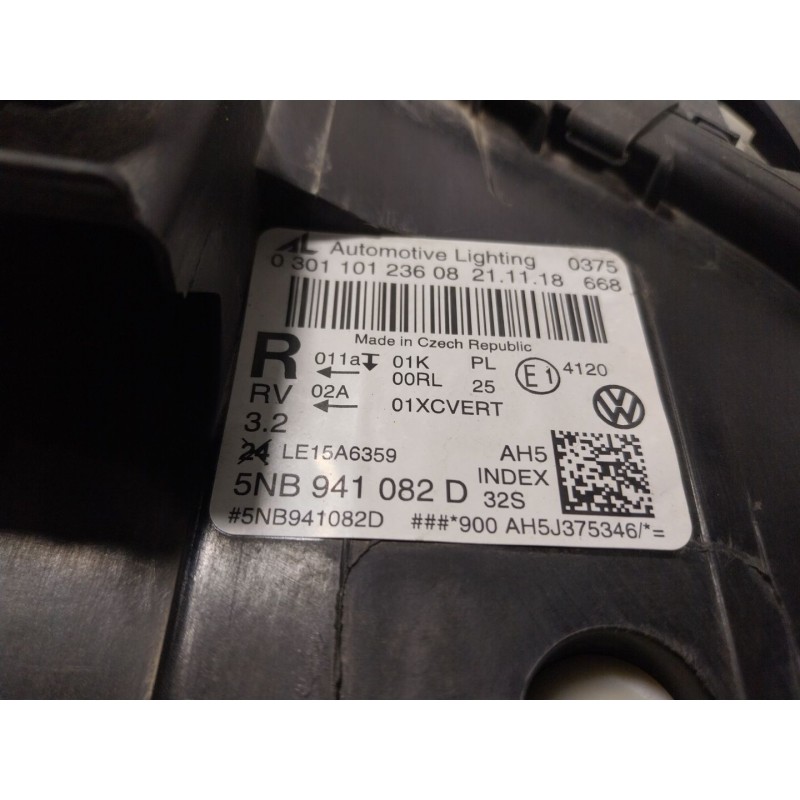 AL Automotive Lighting 0375
0 301 101 236 08 21.11.18 668
Made in Czech Republic
R 011a 01K PL E1 4120
00RL 25
RV 02A 01XCVERT
3.2
24 LE15A6359 AH5
5NB 941 082 D INDEX 32S
#5NB941082D ###*900 AH5J375346/*=